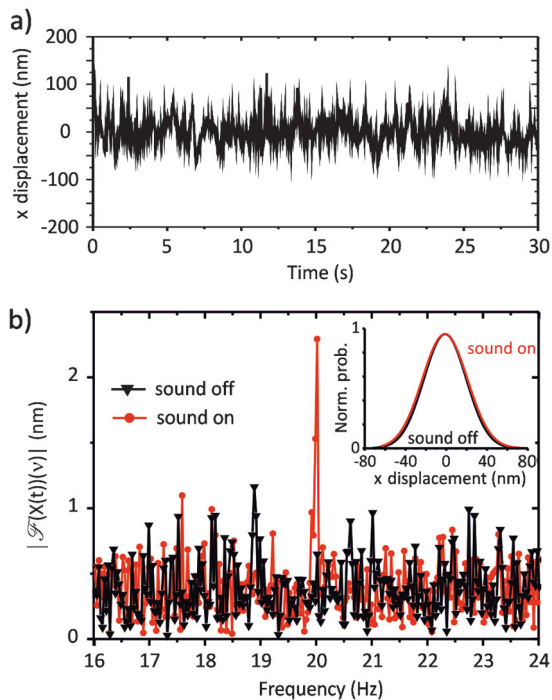 a)
200
100
0
-100
-200
x displacement (nm)
0 5 10 15 20 25 30
Time (s)
b)
2
1
0
|ℱ(X(t))(ν)| (nm)
sound off
sound on
1
0
Norm. prob.
sound on
sound off
-80 -40 0 40 80
x displacement (nm)
16 17 18 19 20 21 22 23 24
Frequency (Hz)